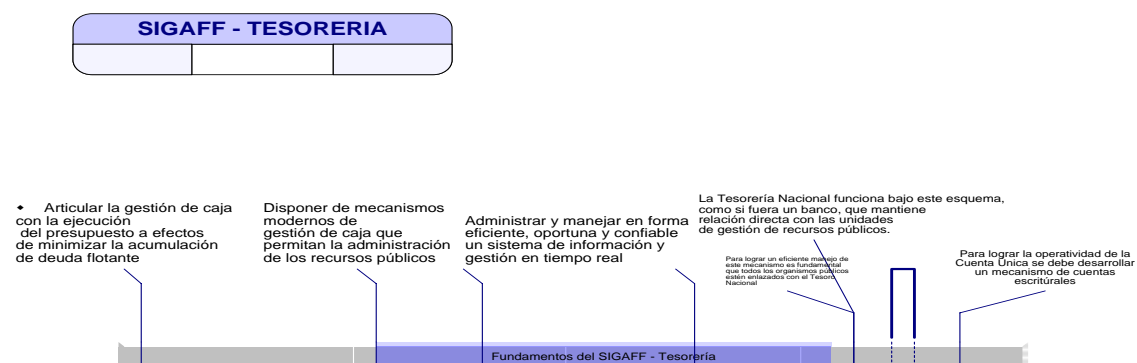 SIGAFF - TESORERIA
◆ Articular la gestión de caja
con la ejecución
del presupuesto a efectos
de minimizar la acumulación
de deuda flotante
Disponer de mecanismos
modernos de
gestión de caja que
permitan la administración
de los recursos públicos
Administrar y manejar en forma
eficiente, oportuna y confiable
un sistema de información y
gestión en tiempo real
La Tesorería Nacional funciona bajo este esquema,
como si fuera un banco, que mantiene
relación directa con las unidades
de gestión de recursos públicos.
Para lograr un eficiente manejo de
este mecanismo es fundamental
que todos los organismos públicos
estén enlazados con el Tesoro
Nacional
Para lograr la operatividad de la
Cuenta Unica se debe desarrollar
un mecanismo de cuentas
escritúrales
Fundamentos del SIGAFF - Tesorería